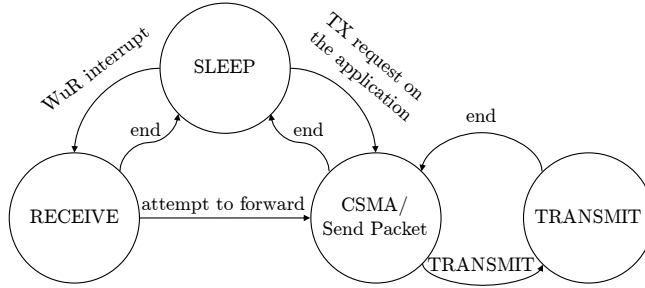 WuR interrupt
SLEEP
TX request on
the application
end
end
end
RECEIVE
attempt to forward
CSMA/
Send Packet
TRANSMIT
TRANSMIT